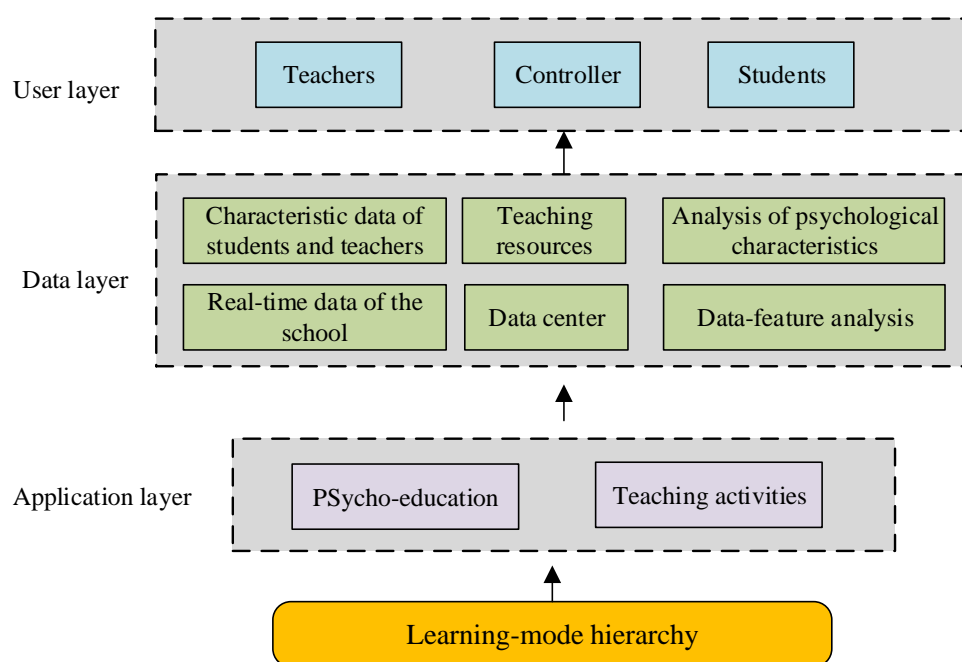 User layer
Teachers
Controller
Students
Data layer
Characteristic data of
students and teachers
Teaching
resources
Analysis of psychological
characteristics
Real-time data of the
school
Data center
Data-feature analysis
Application layer
PSycho-education
Teaching activities
Learning-mode hierarchy